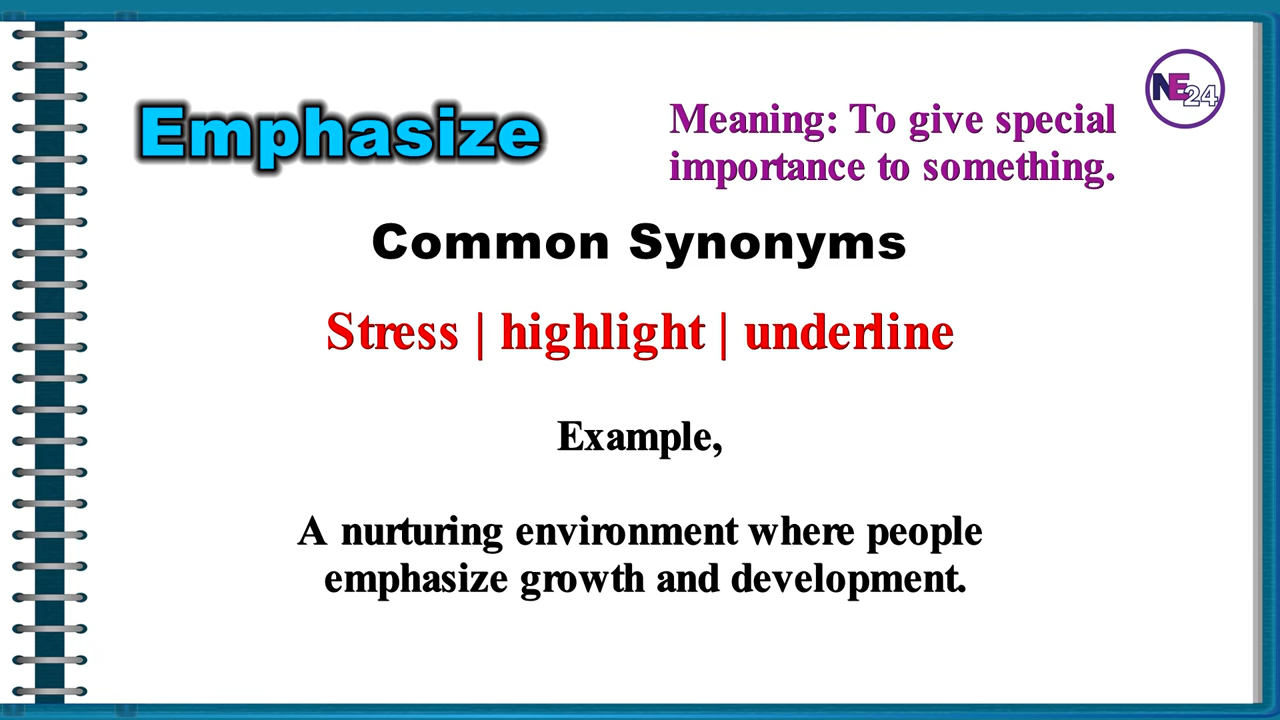 Emphasize
Meaning: To give special
importance to something.
NE24
Common Synonyms
Stress | highlight | underline
Example,
A nurturing environment where people
emphasize growth and development.